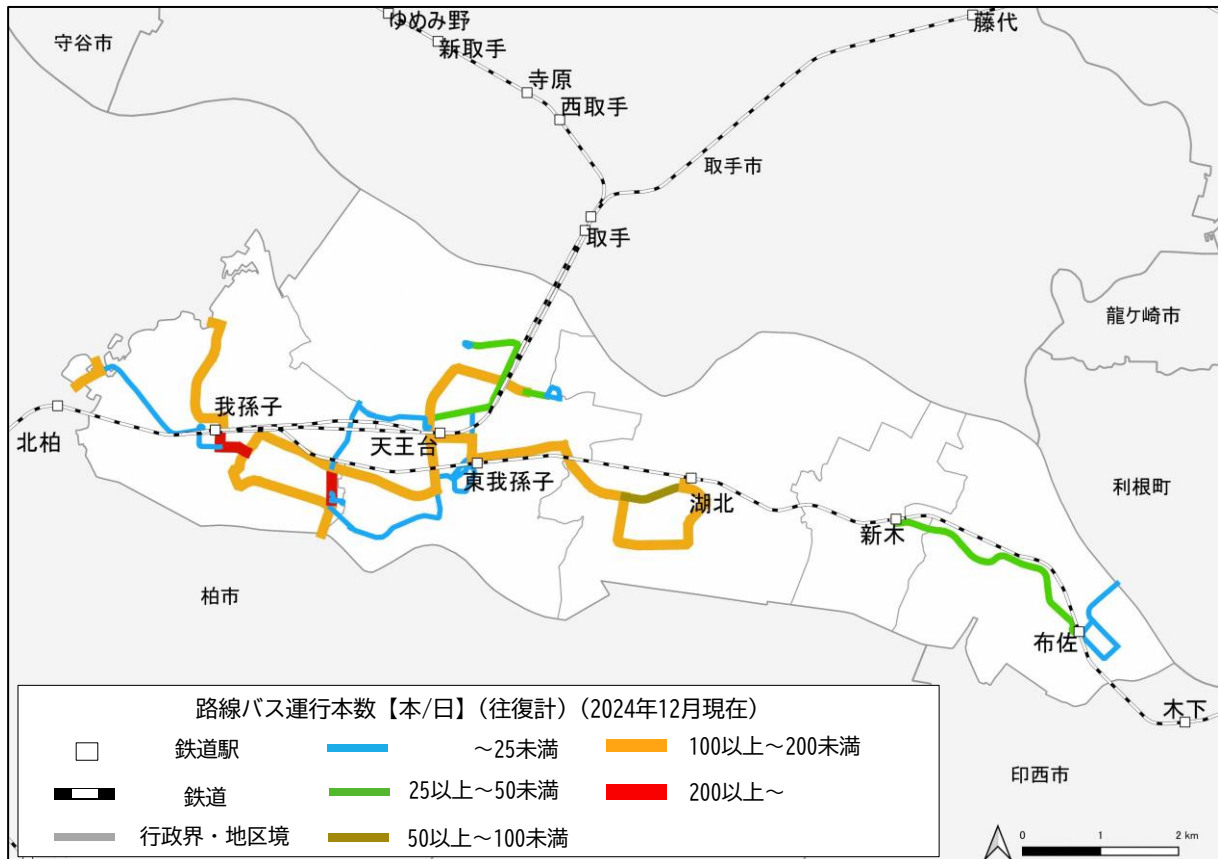 ゆめみ野
藤代
守谷市
新取手
寺原
西取手
取手市
取手
龍ケ崎市
我孫子
北柏
天王台
東我孫子
湖北
利根町
新木
柏市
布佐
木下
印西市
路線バス運行本数【本/日】(往復計)(2024年12月現在)
鉄道駅
~25未満
100以上~200未満
鉄道
25以上~50未満
200以上~
行政界・地区境
50以上~100未満
0 1 2 km